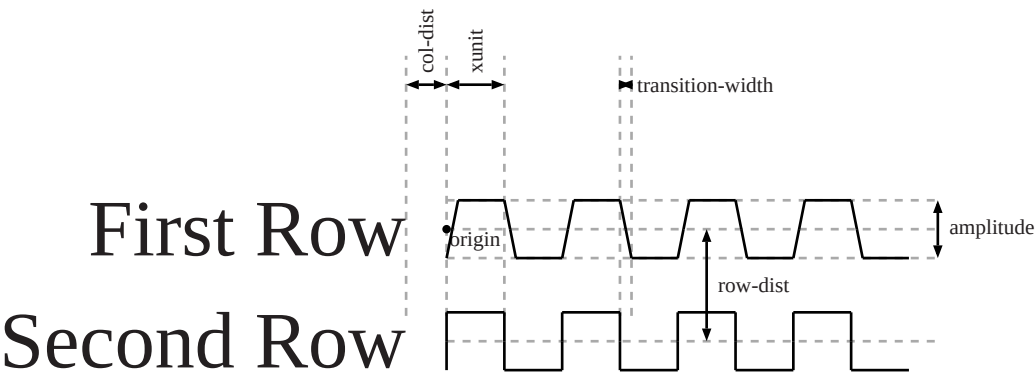 col-dist
xunit
transition-width
First Row
origin
amplitude
row-dist
Second Row